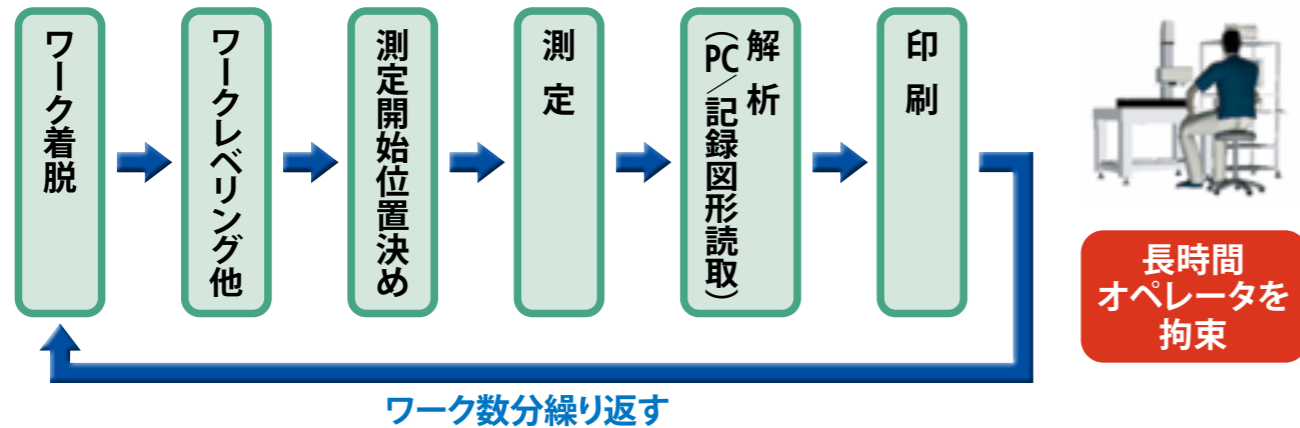 ワーク着脱
ワークレベリング他
測定開始位置決め
測定
解析
（PC／記録図形読取）
印刷
長時間
オペレータを
拘束
ワーク数分繰り返す